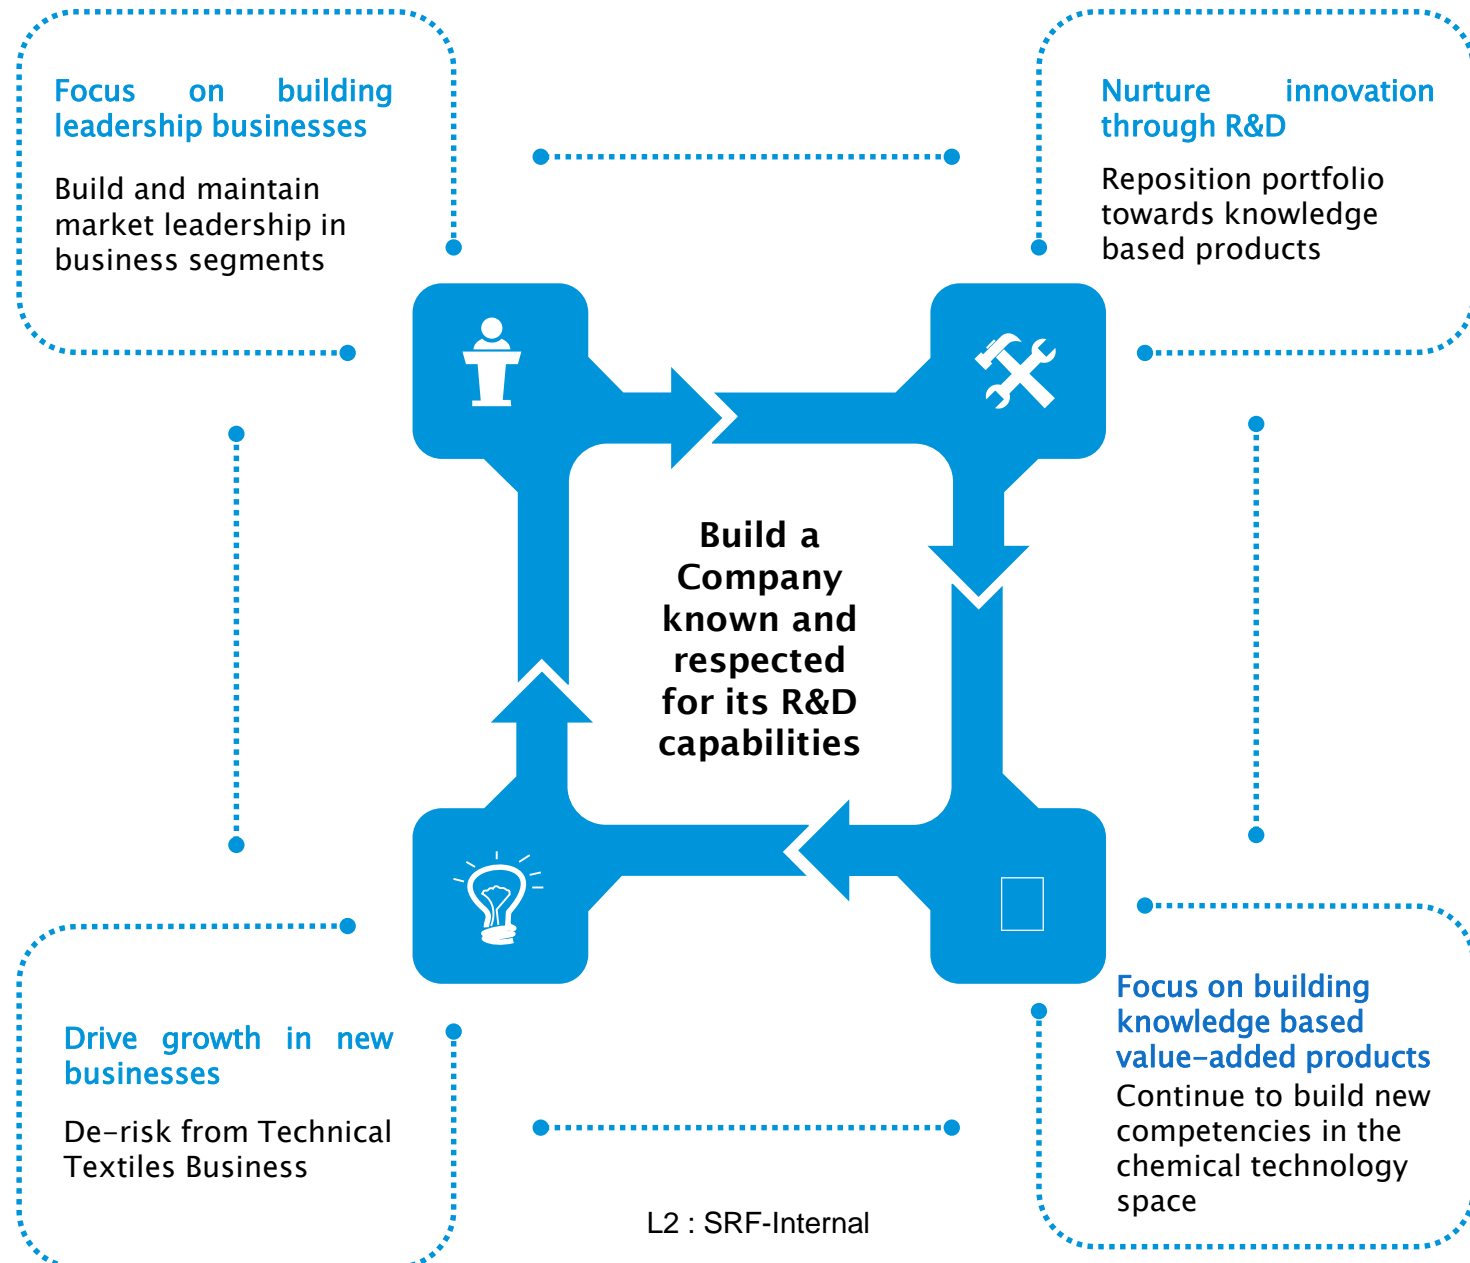 Focus on building
leadership businesses
Build and maintain
market leadership in
business segments
Nurture innovation
through R&D
Reposition portfolio
towards knowledge
based products
Build a
Company
known and
respected
for its R&D
capabilities
Drive growth in new
businesses
De-risk from Technical
Textiles Business
Focus on building
knowledge based
value-added products
Continue to build new
competencies in the
chemical technology
space
L2 : SRF-Internal